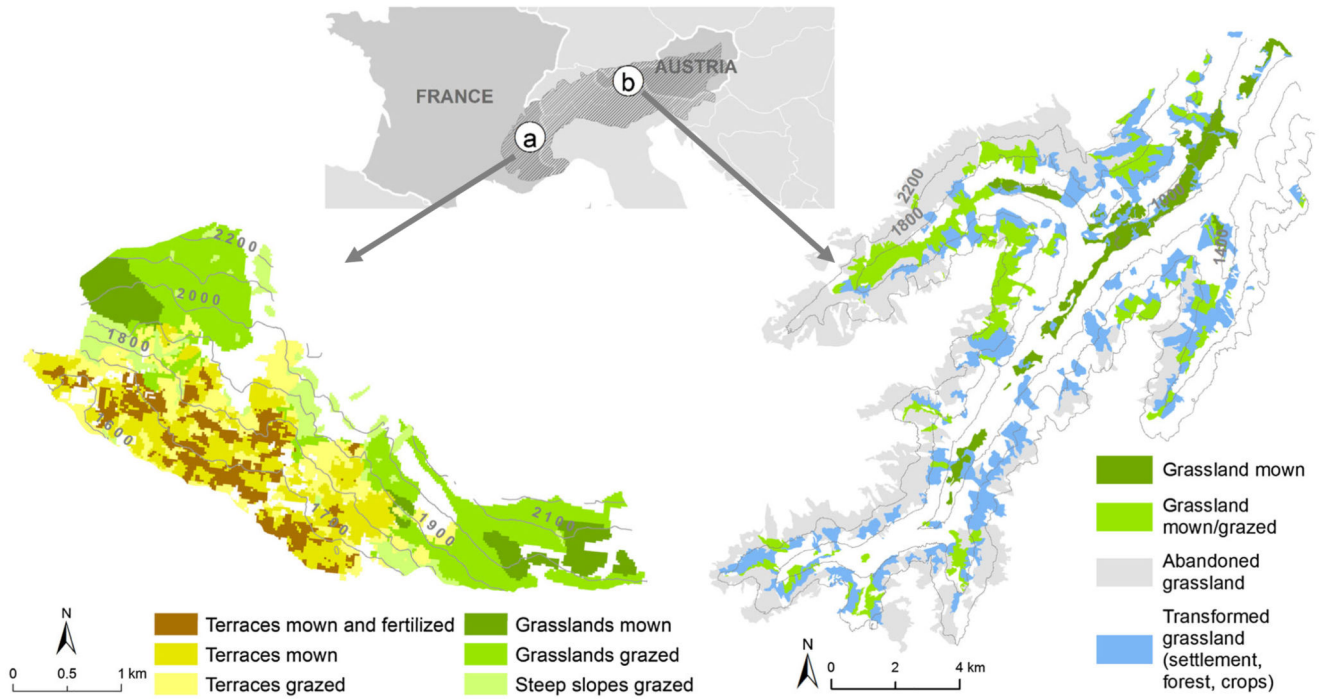 FRANCE
AUSTRIA
a
b
2200
2000
1800
1600
1700
1900
2100
2200
1800
1000
1400
N
0 0.5 1 km
Terraces mown and fertilized
Terraces mown
Terraces grazed
Grasslands mown
Grasslands grazed
Steep slopes grazed
N
0 2 4 km
Grassland mown
Grassland
mown/grazed
Abandoned
grassland
Transformed
grassland
(settlement,
forest, crops)